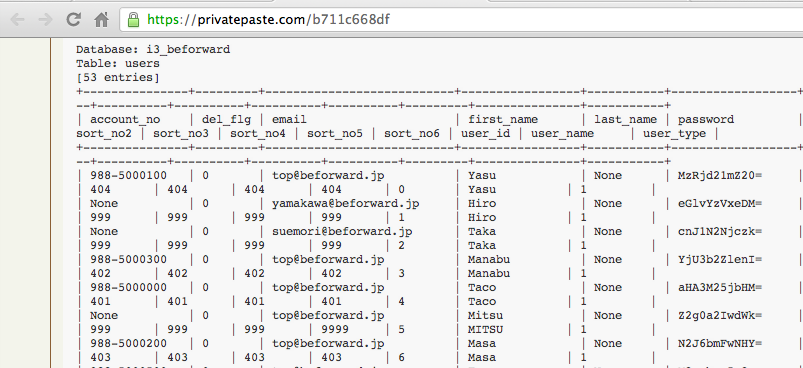 https://privatepaste.com/b711c668df
Database: i3_beforward
Table: users
[53 entries]
+----------------+---------+-----------------------------+-----------------+------------+-------------------+
--+----------+----------+----------+----------+---------+---------------+------------+
| account_no | del_flg | email | first_name | last_name | password |
sort_no2 | sort_no3 | sort_no4 | sort_no5 | sort_no6 | user_id | user_name | user_type |
+----------------+---------+-----------------------------+-----------------+------------+-------------------+
--+----------+----------+----------+----------+---------+---------------+------------+
| 988-5000100 | 0 | top@beforward.jp | Yasu | None | MzRjd21mZ20= |
| 404 | 404 | 404 | 404 | 0 | Yasu | 1 |
| None | 0 | yamakawa@beforward.jp | Hiro | None | eGlvYzVxeDM= |
| 999 | 999 | 999 | 999 | 1 | Hiro | 1 |
| None | 0 | suemori@beforward.jp | Taka | None | cnJ1N2Njczk= |
| 999 | 999 | 999 | 999 | 2 | Taka | 1 |
| 988-5000300 | 0 | top@beforward.jp | Manabu | None | YjU3b2ZlenI= |
| 402 | 402 | 402 | 402 | 3 | Manabu | 1 |
| 988-5000000 | 0 | top@beforward.jp | Taco | None | aHA3M25jbHM= |
| 401 | 401 | 401 | 401 | 4 | Taco | 1 |
| None | 0 | top@beforward.jp | Mitsu | None | Z2g0a2IwdWk= |
| 999 | 999 | 999 | 9999 | 5 | MITSU | 1 |
| 988-5000200 | 0 | top@beforward.jp | Masa | None | N2J6bmFwNHY= |
| 403 | 403 | 403 | 403 | 6 | Masa | 1 |